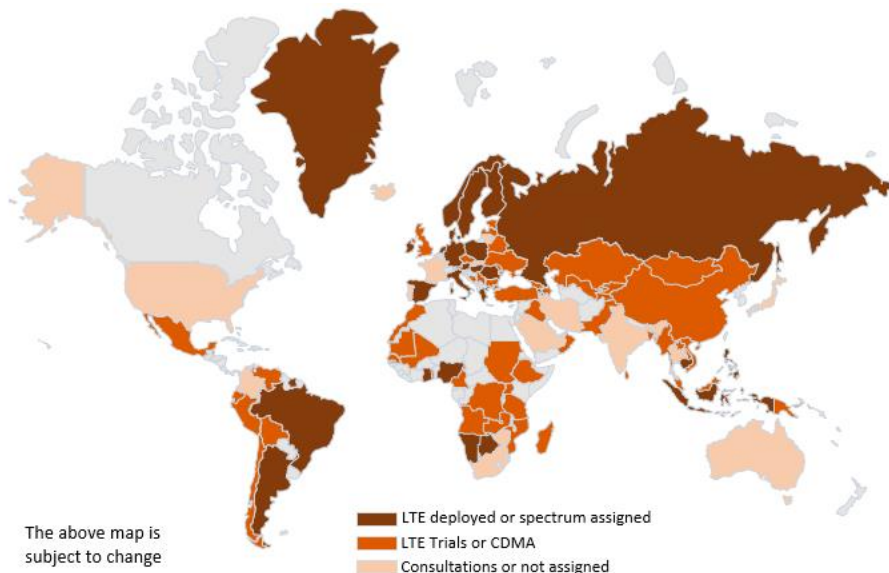 The above map is
subject to change
LTE deployed or spectrum assigned
LTE Trials or CDMA
Consultations or not assigned